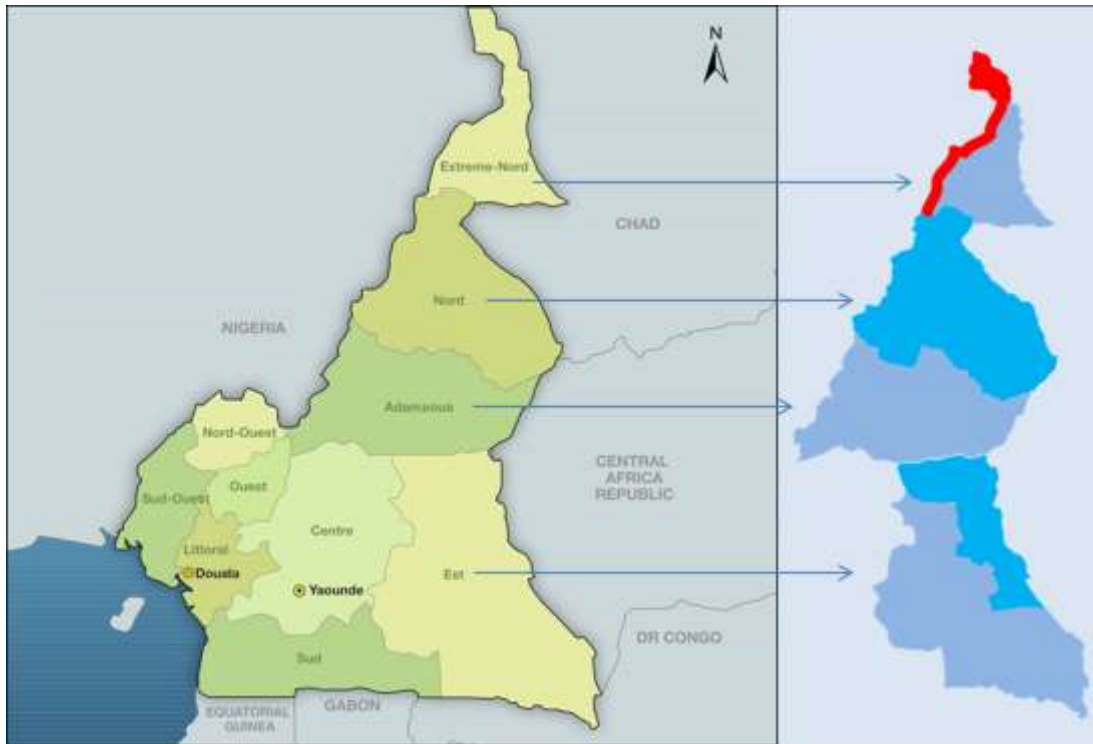 N
Extreme-Nord
CHAD
Nord
NIGERIA
Adamaoua
Nord-Ouest
CENTRAL
AFRICA
REPUBLIC
Ouest
Sud-Ouest
Centre
Littoral
Douala
Est
Yaounde
DR CONGO
Sud
GABON
EQUATORIAL
GUINEA